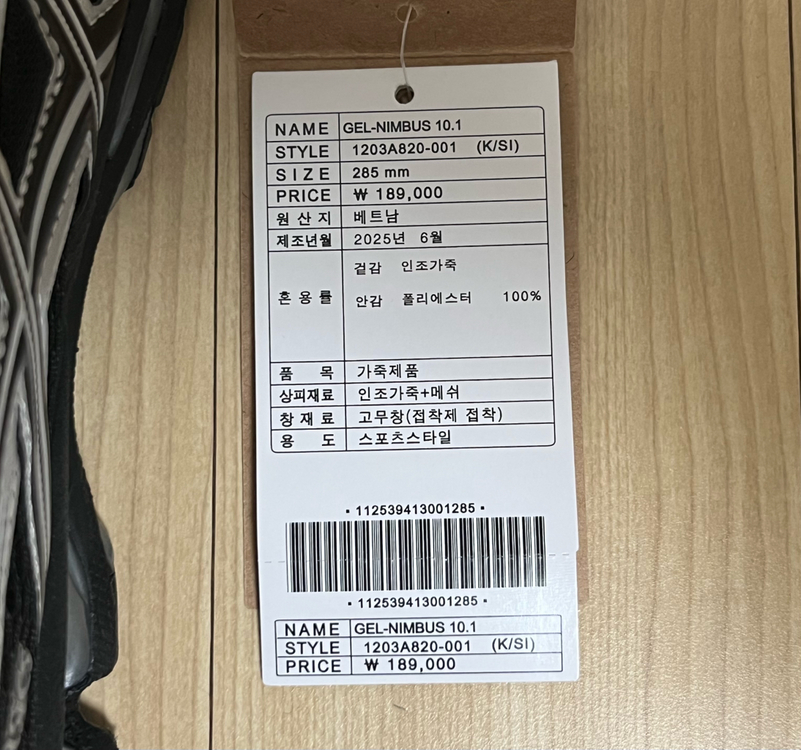 NAME GEL-NIMBUS 10.1
STYLE 1203A820-001 (K/SI)
SIZE 285 mm
PRICE ₩ 189,000
원 산 지 베트남
제조년월 2025년 6월
겉감 인조가죽
혼 용 률
안감 폴리에스터 100%
품 목 가죽제품
상피재료 인조가죽+메쉬
창 재 료 고무창(접착제 접착)
용 도 스포츠스타일
• 112539413001285 •
• 112539413001285 •
NAME GEL-NIMBUS 10.1
STYLE 1203A820-001 (K/SI)
PRICE ₩ 189,000